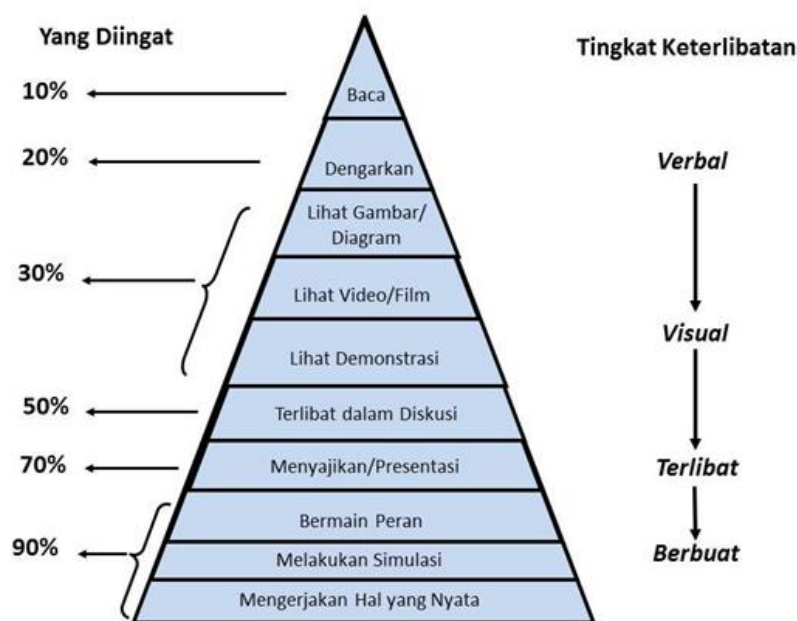 Yang Diingat
Tingkat Keterlibatan
10%
Baca
20%
Dengarkan
Verbal
Lihat Gambar/
Diagram
30%
Lihat Video/Film
Visual
Lihat Demonstrasi
50%
Terlibat dalam Diskusi
70%
Menyajikan/Presentasi
Terlibat
Bermain Peran
90%
Melakukan Simulasi
Berbuat
Mengerjakan Hal yang Nyata